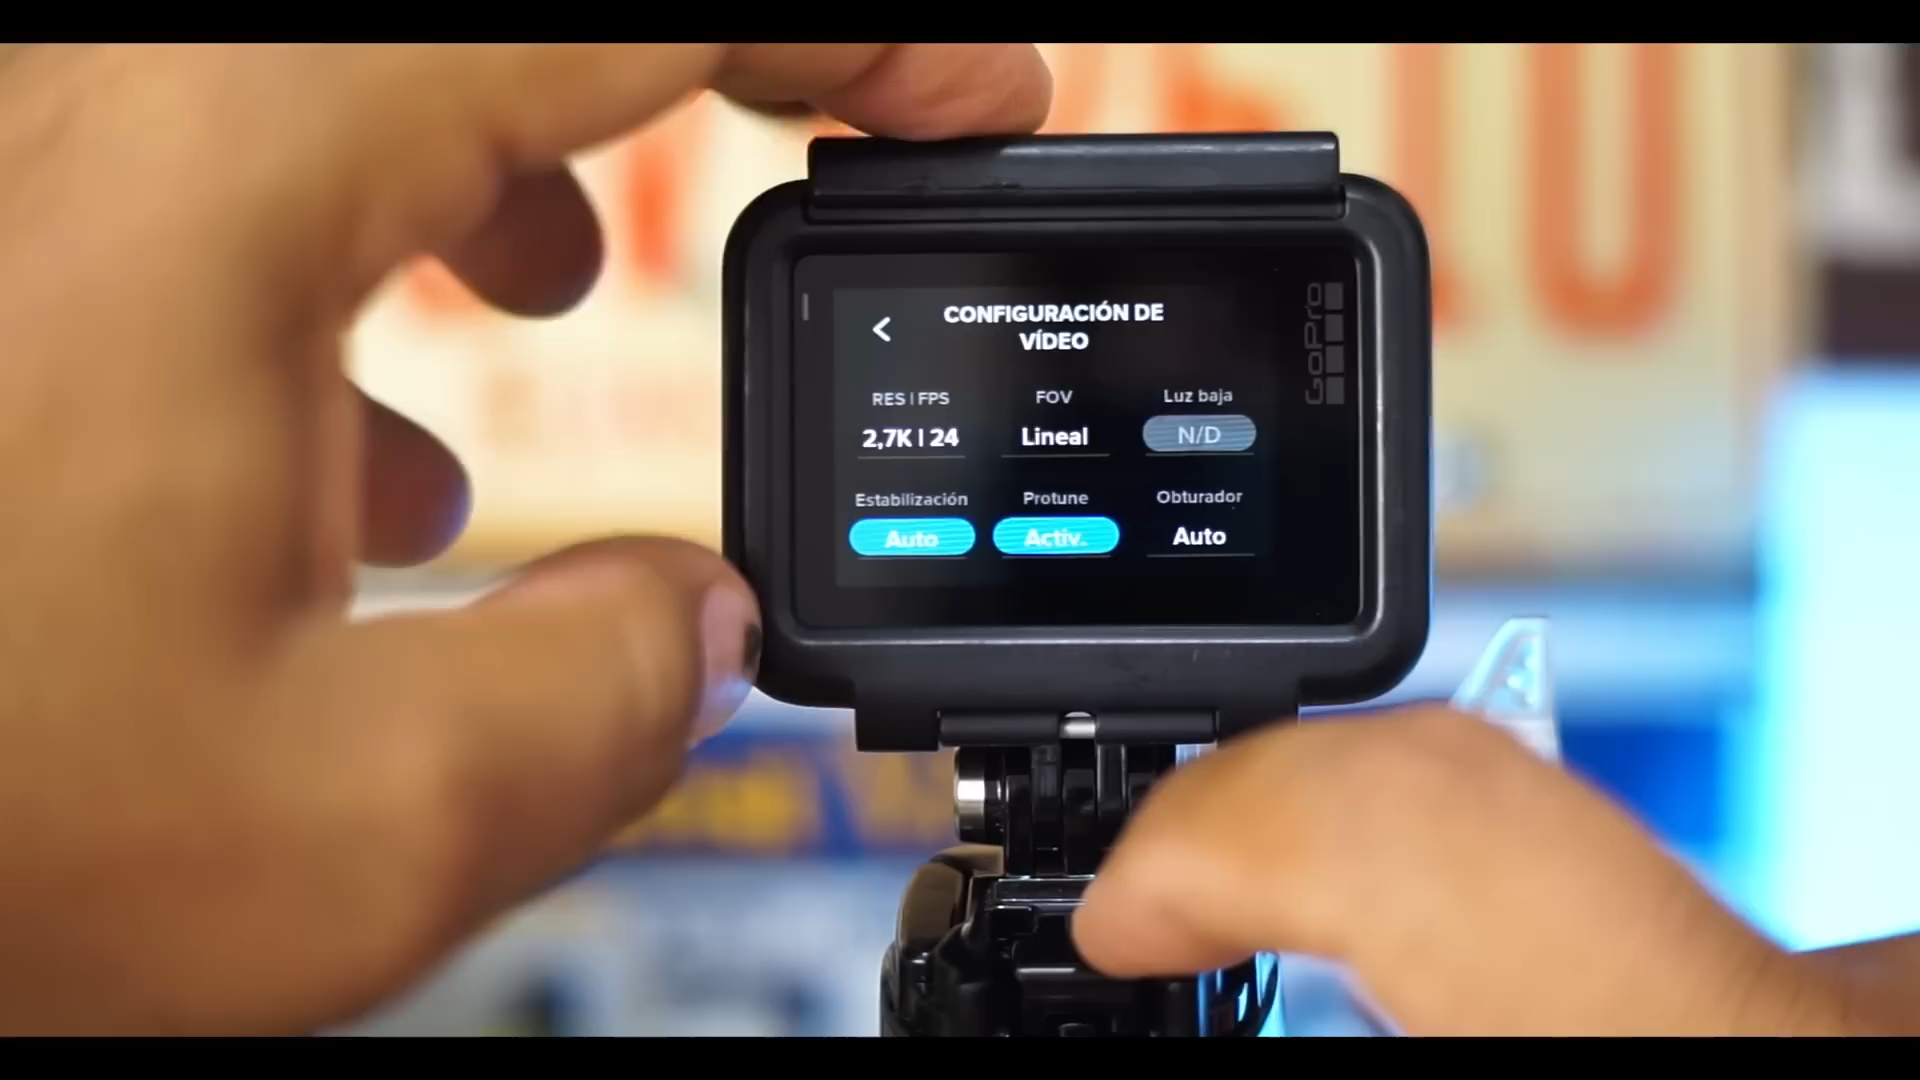 CONFIGURACIÓN DE
VÍDEO
GoPro
RES | FPS
FOV
Luz baja
2,7K | 24
Lineal
N/D
Estabilización
Protune
Obturador
Auto
Activ.
Auto